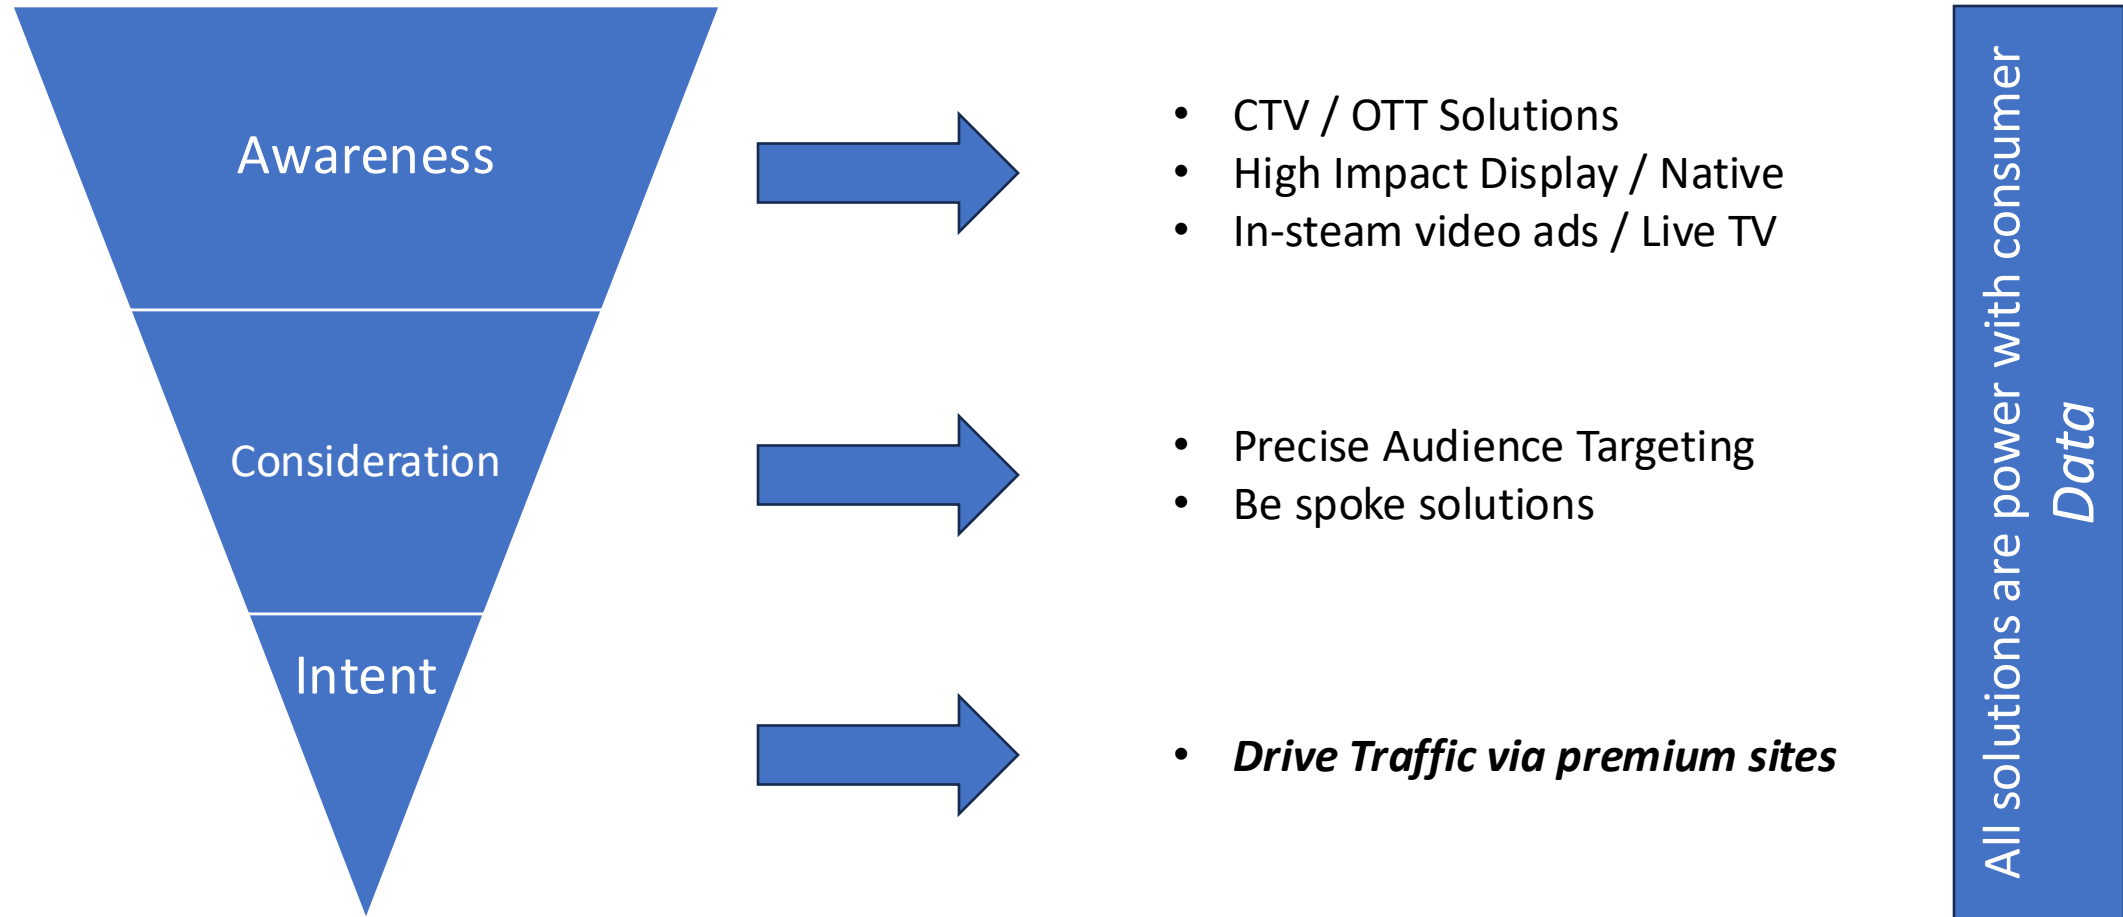 Awareness
• CTV / OTT Solutions
• High Impact Display / Native
• In-steam video ads / Live TV
Consideration
• Precise Audience Targeting
• Be spoke solutions
Intent
• Drive Traffic via premium sites
All solutions are power with consumer
Data